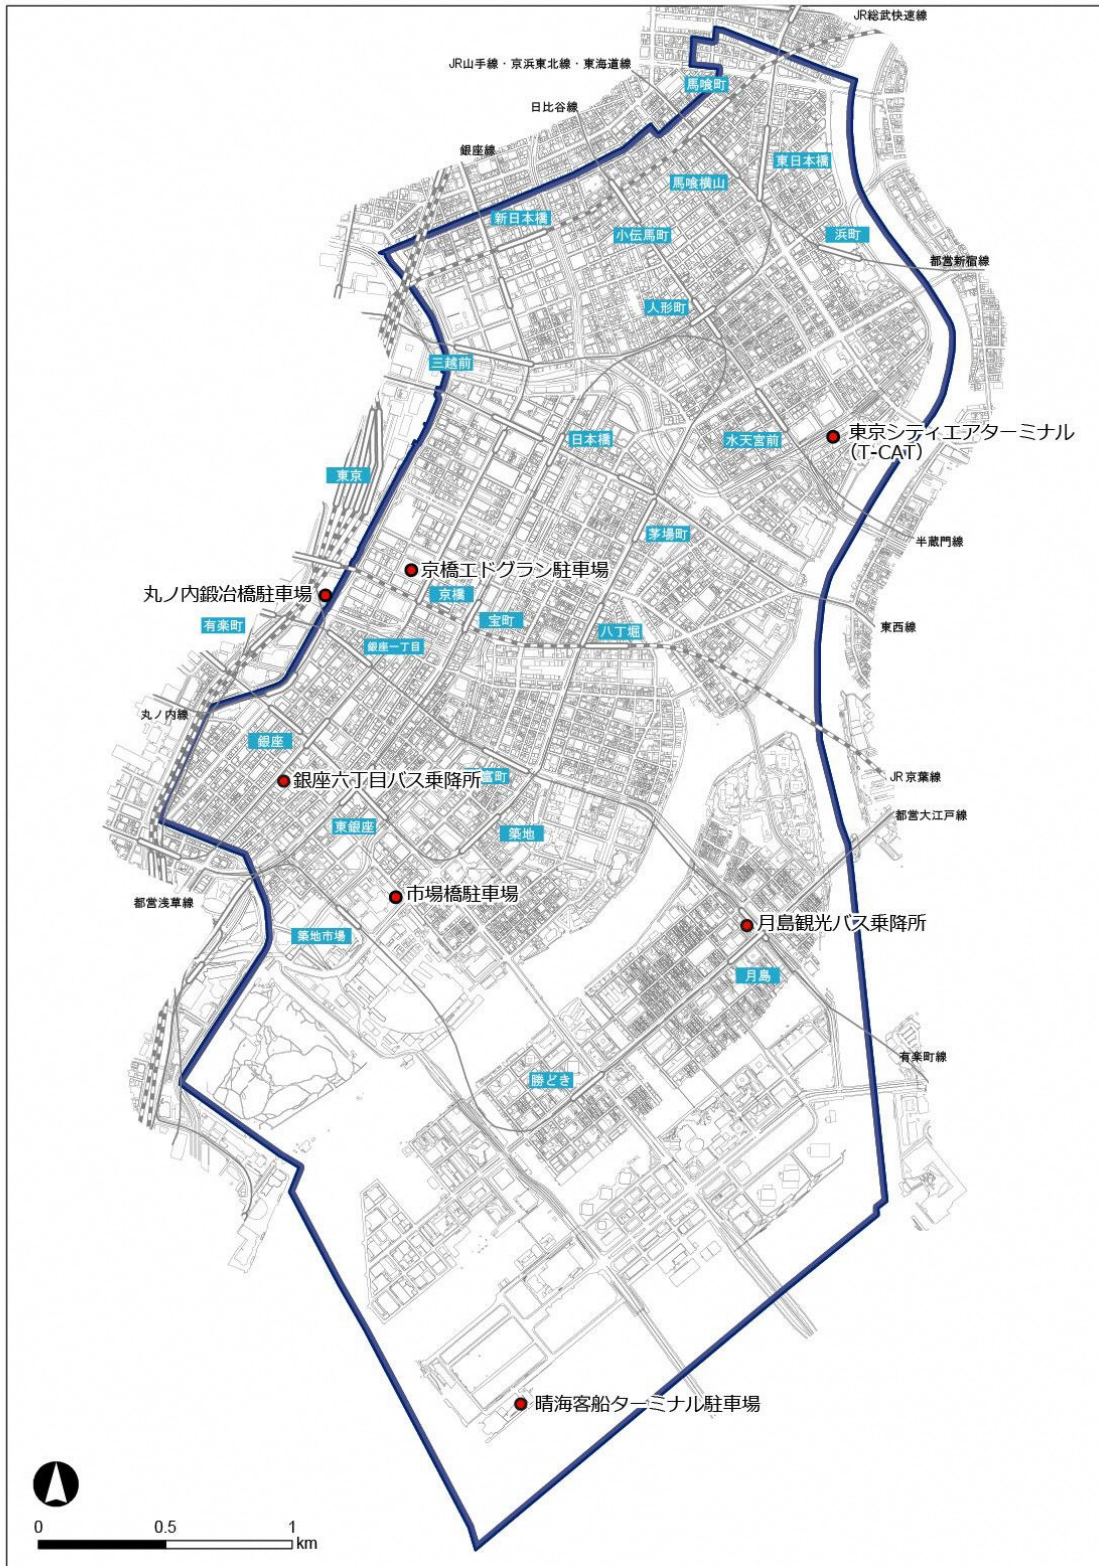 JR総武快速線
JR山手線・京浜東北線・東海道線
馬喰町
日比谷線
銀座線
東日本橋
馬喰横山
新日本橋
小伝馬町
浜町
都営新宿線
人形町
三越前
日本橋
水天宮前
東京シティエアターミナル
(T-CAT)
東京
茅場町
半蔵門線
京橋エドグラン駐車場
丸ノ内鍛冶橋駐車場
京橋
有楽町
宝町
八丁堀
東西線
銀座一丁目
丸ノ内線
銀座
銀座六丁目バス乗降所
富町
JR京葉線
都営大江戸線
東銀座
築地
都営浅草線
市場橋駐車場
築地市場
月島観光バス乗降所
月島
有楽町線
勝どき
晴海客船ターミナル駐車場
0 0.5 1
km